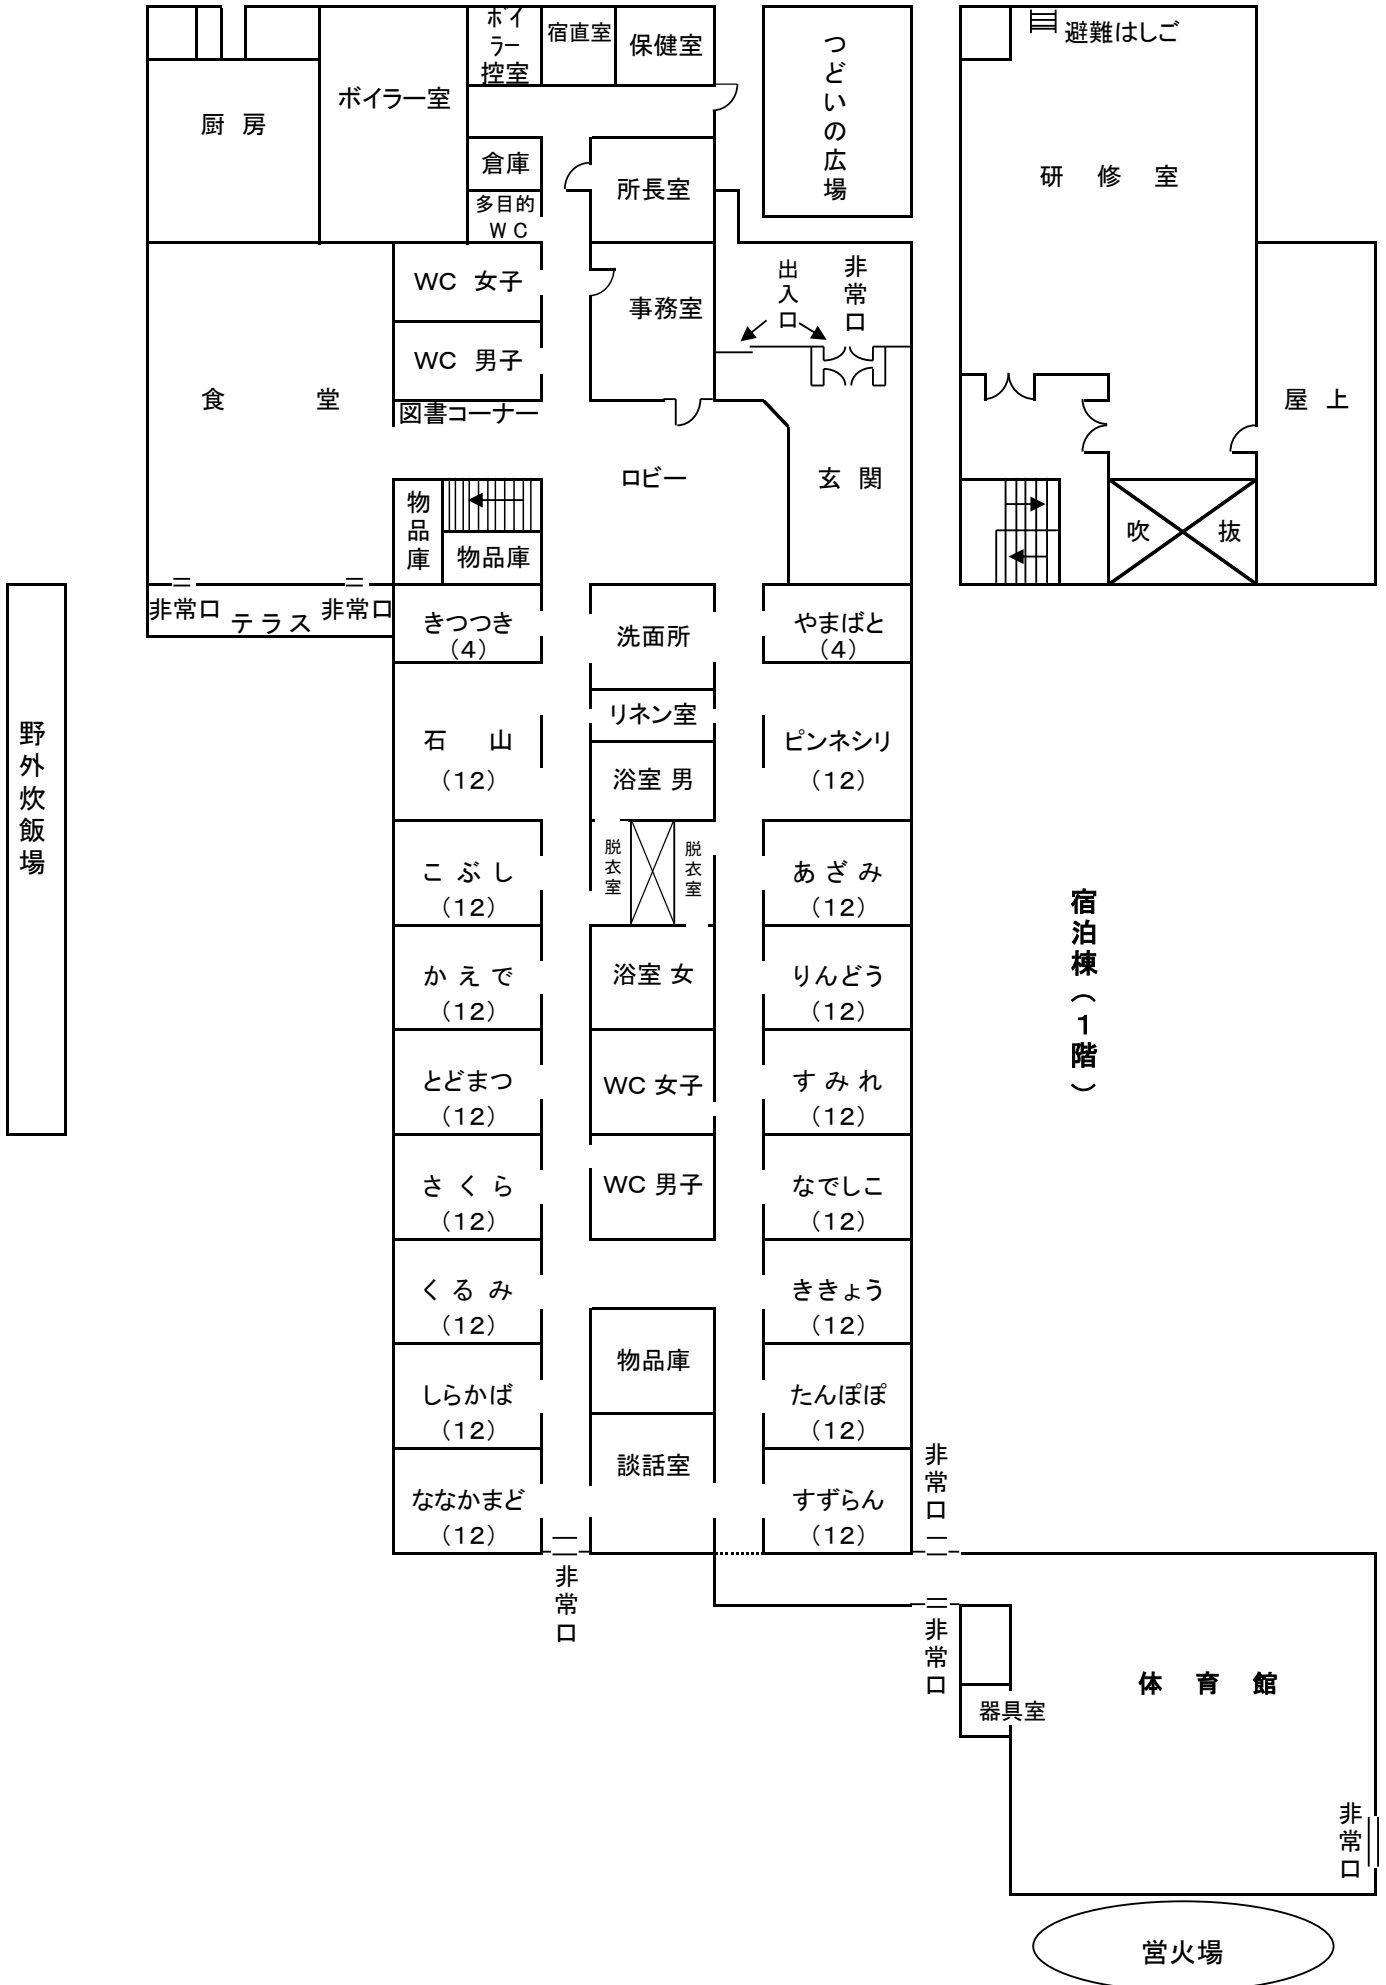 ボイ
ラー
控室
宿直室
保健室
つどいの広場
避難はしご
厨 房
ボイラー室
倉庫
多目的
WC
所長室
研 修 室
WC 女子
事務室
出入口
非常口
WC 男子
食 堂
図書コーナー
屋 上
ロビー
玄 関
物品庫
物品庫
吹 抜
非常口
テラス
非常口
きつつき
(4)
洗面所
やまばと
(4)
野外炊飯場
リネン室
石 山
(12)
ピンネシリ
(12)
浴室 男
脱衣室
脱衣室
こ ぶ し
(12)
あ ざ み
(12)
宿泊棟(1階)
か え で
(12)
浴室 女
りんどう
(12)
とどまつ
(12)
WC 女子
す み れ
(12)
さ く ら
(12)
WC 男子
なでしこ
(12)
く る み
(12)
ききょう
(12)
物品庫
しらかば
(12)
たんぽぽ
(12)
談話室
ななかまど
(12)
すずらん
(12)
非常口
非常口
非常口
体 育 館
器具室
非常口
営火場